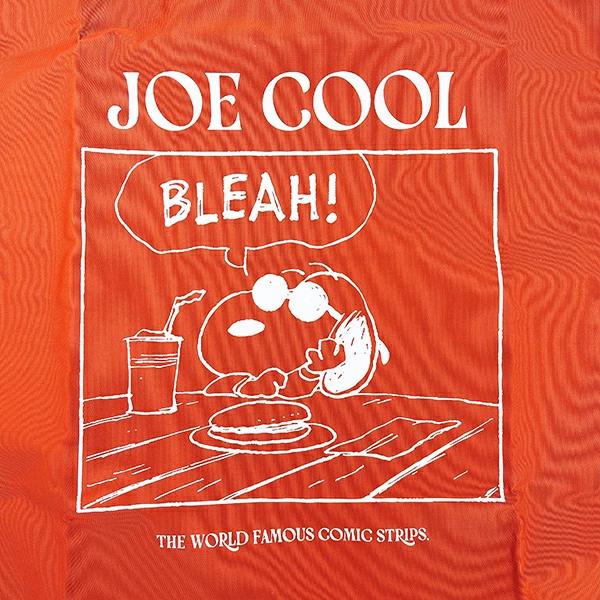 JOE COOL
BLEAH!
THE WORLD FAMOUS COMIC STRIPS.